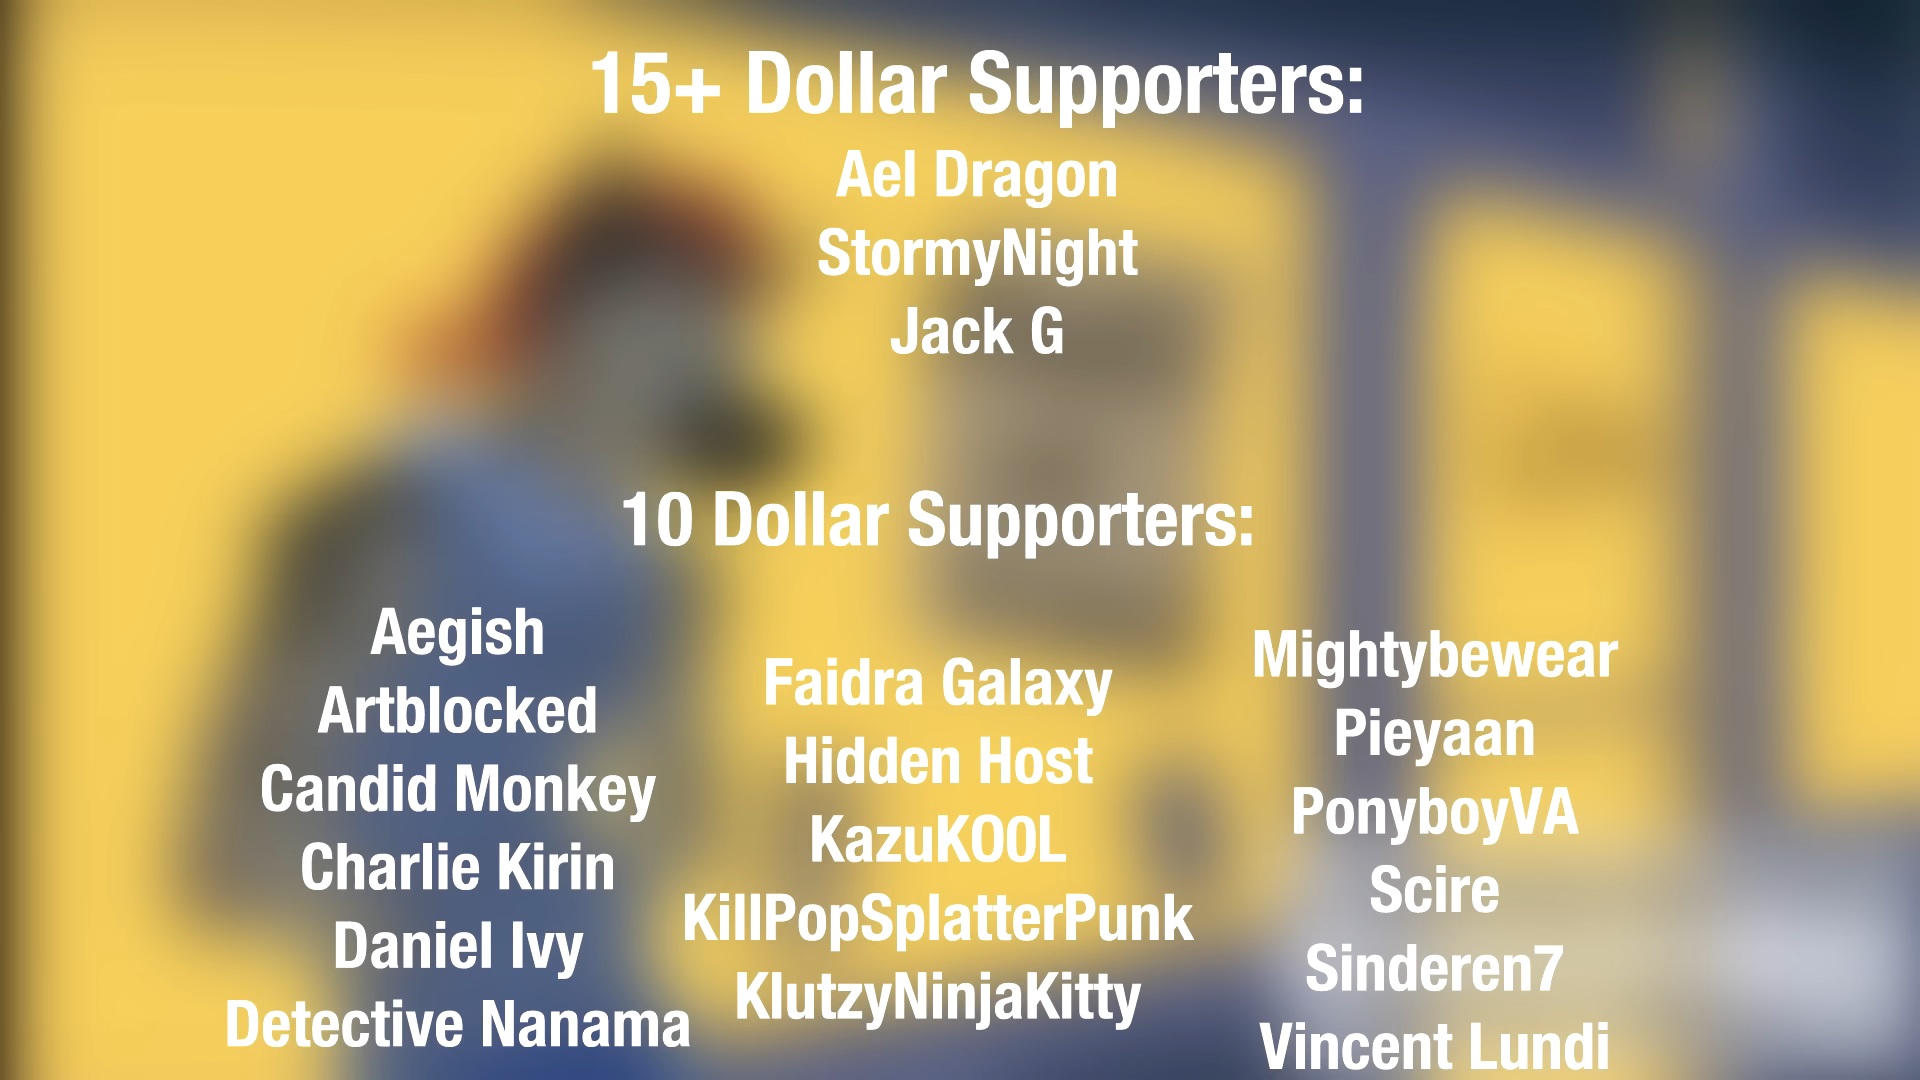 15+ Dollar Supporters:
Ael Dragon
StormyNight
Jack G
10 Dollar Supporters:
Aegish
Artblocked
Candid Monkey
Charlie Kirin
Daniel Ivy
Detective Nanama
Faidra Galaxy
Hidden Host
KazuKOOL
KillPopSplatterPunk
KlutzyNinjaKitty
Mightybewear
Pieyaan
PonyboyVA
Scire
Sinderen7
Vincent Lundi